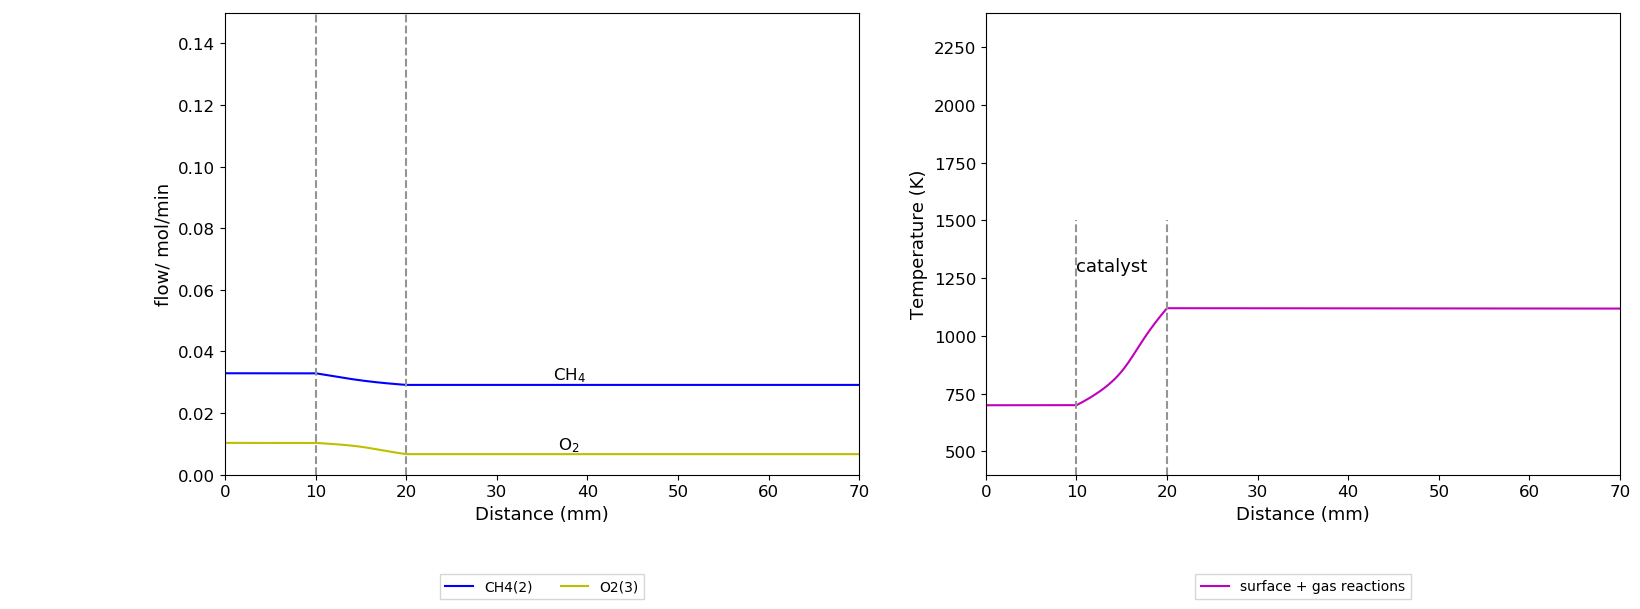 0.14
0.12
0.10
0.08
0.06
0.04
0.02
0.00
flow/ mol/min
CH₄
O₂
0 10 20 30 40 50 60 70
Distance (mm)
CH4(2) O2(3)
2250
2000
1750
1500
1250
1000
750
500
Temperature (K)
catalyst
0 10 20 30 40 50 60 70
Distance (mm)
surface + gas reactions